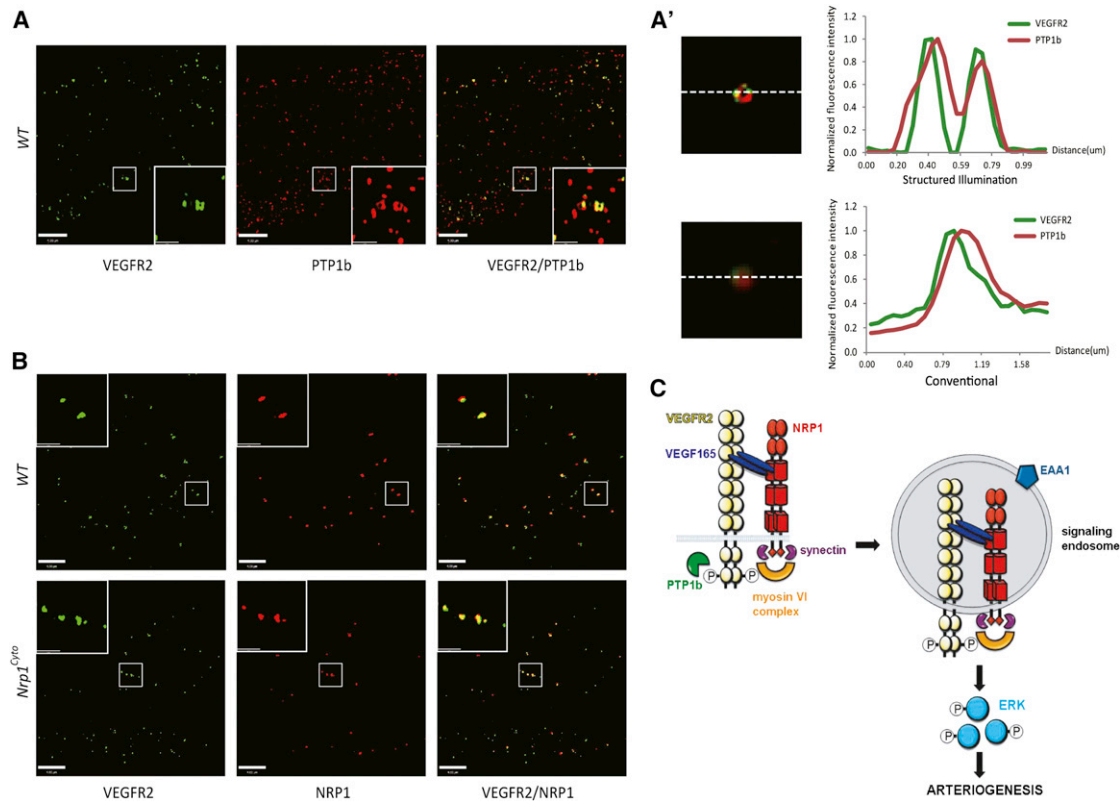 A
WT
VEGFR2
PTP1b
VEGFR2/PTP1b
A'
Normalized fluorescence intensity
1.2
1.0
0.8
0.6
0.4
0.2
0.0
VEGFR2
PTP1b
0.00 0.20 0.40 0.59 0.79 0.99
Distance(um)
Structured Illumination
Normalized fluorescence intensity
1.2
1.0
0.8
0.6
0.4
0.2
0.0
VEGFR2
PTP1b
0.00 0.40 0.79 1.19 1.58
Distance(um)
Conventional
B
WT
Nrp1Cyto
VEGFR2
NRP1
VEGFR2/NRP1
C
VEGFR2
NRP1
VEGF165
synectin
PTP1b
P
P
myosin VI
complex
EAA1
signaling
endosome
P
P
ERK
P
P
P
ARTERIOGENESIS